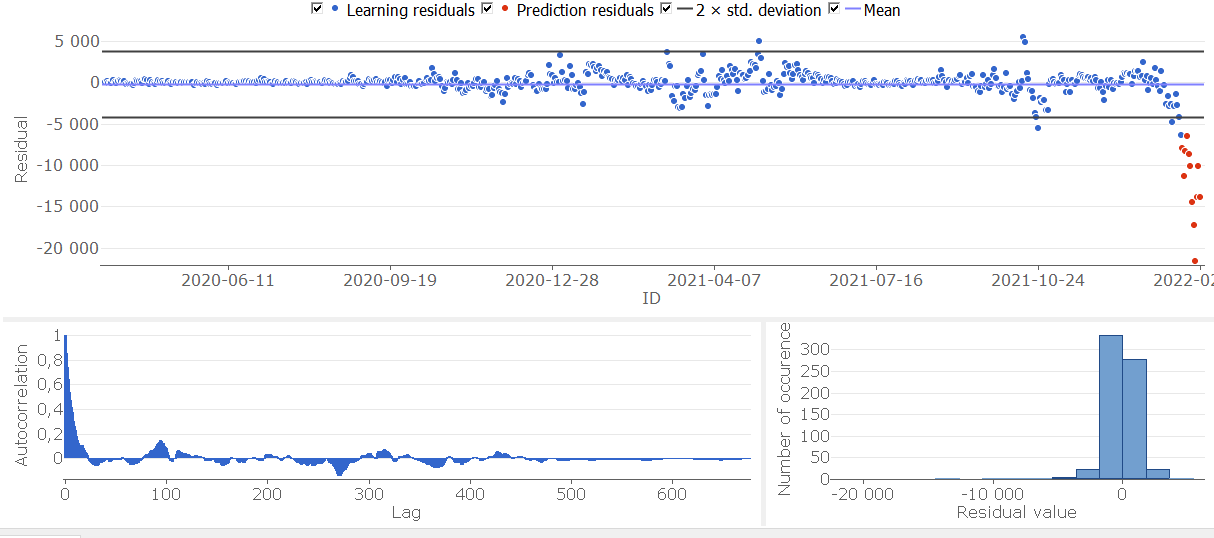 Learning residuals Prediction residuals 2 × std. deviation Mean
5 000
0
-5 000
-10 000
-15 000
-20 000
Residual
2020-06-11 2020-09-19 2020-12-28 2021-04-07 2021-07-16 2021-10-24 2022-02
ID
1
0,8
0,6
0,4
0,2
0
Autocorrelation
0 100 200 300 400 500 600
Lag
300
250
200
150
100
50
0
Number of occurence
-20 000 -10 000 0
Residual value